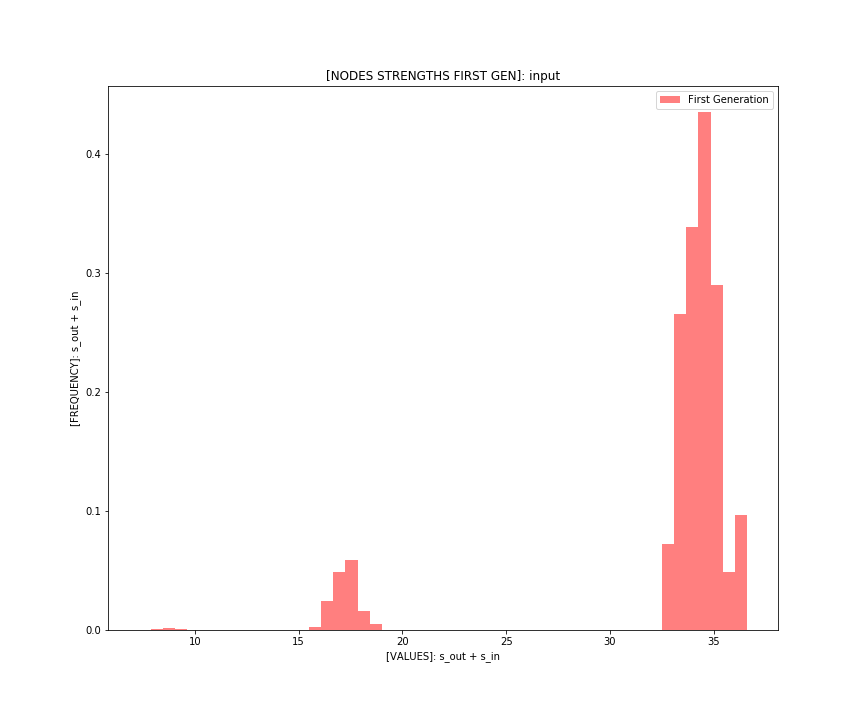 [NODES STRENGTHS FIRST GEN]: input
First Generation
[FREQUENCY]: s_out + s_in
0.4
0.3
0.2
0.1
0.0
10 15 20 25 30 35
[VALUES]: s_out + s_in